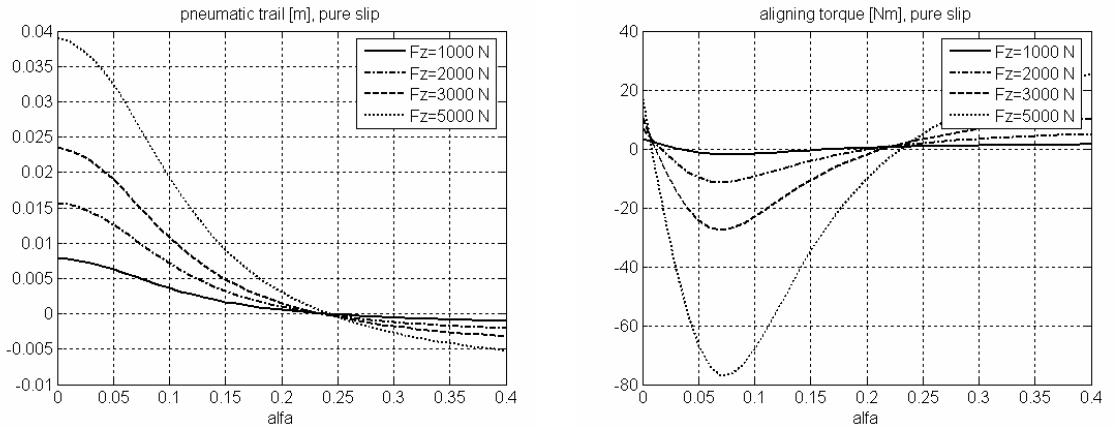 pneumatic trail [m], pure slip
0.04
0.035
0.03
0.025
0.02
0.015
0.01
0.005
0
-0.005
-0.01
0 0.05 0.1 0.15 0.2 0.25 0.3 0.35 0.4
alfa
Fz=1000 N
Fz=2000 N
Fz=3000 N
Fz=5000 N
aligning torque [Nm], pure slip
40
20
0
-20
-40
-60
-80
0 0.05 0.1 0.15 0.2 0.25 0.3 0.35 0.4
alfa
Fz=1000 N
Fz=2000 N
Fz=3000 N
Fz=5000 N